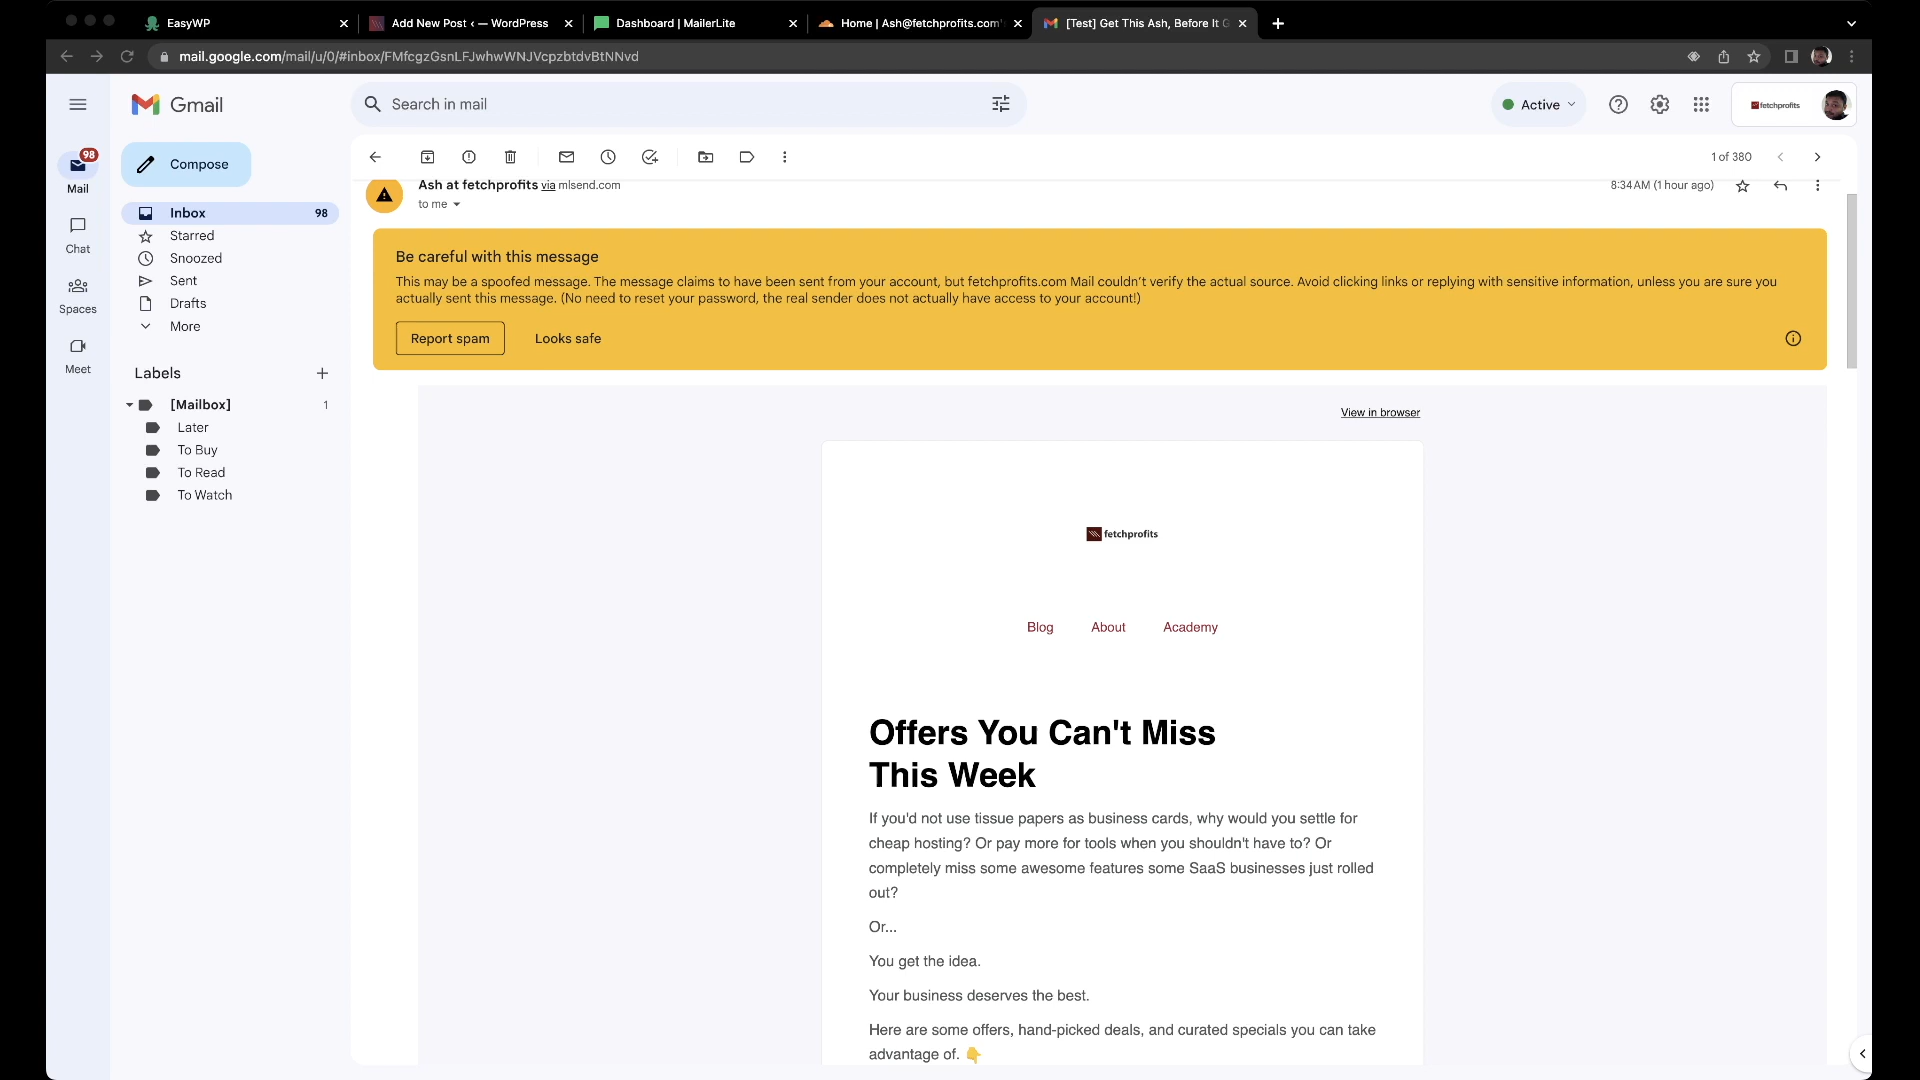 EasyWP
Add New Post ‹ — WordPress
Dashboard | MailerLite
Home | Ash@fetchprofits.com'
[Test] Get This Ash, Before It G
mail.google.com/mail/u/0/#inbox/FMfcgzGsnLFJwhwWNJVcpzbtdvBtNNvd
Gmail
Search in mail
Active
fetchprofits
98
Mail
Chat
Spaces
Meet
Compose
Inbox 98
Starred
Snoozed
Sent
Drafts
More
Labels
[Mailbox] 1
Later
To Buy
To Read
To Watch
1 of 380
Ash at fetchprofits via mlsend.com
8:34 AM (1 hour ago)
to me
Be careful with this message
This may be a spoofed message. The message claims to have been sent from your account, but fetchprofits.com Mail couldn't verify the actual source. Avoid clicking links or replying with sensitive information, unless you are sure you
actually sent this message. (No need to reset your password, the real sender does not actually have access to your account!)
Report spam
Looks safe
View in browser
fetchprofits
Blog About Academy
Offers You Can't Miss
This Week
If you'd not use tissue papers as business cards, why would you settle for
cheap hosting? Or pay more for tools when you shouldn't have to? Or
completely miss some awesome features some SaaS businesses just rolled
out?
Or...
You get the idea.
Your business deserves the best.
Here are some offers, hand-picked deals, and curated specials you can take
advantage of. 👇